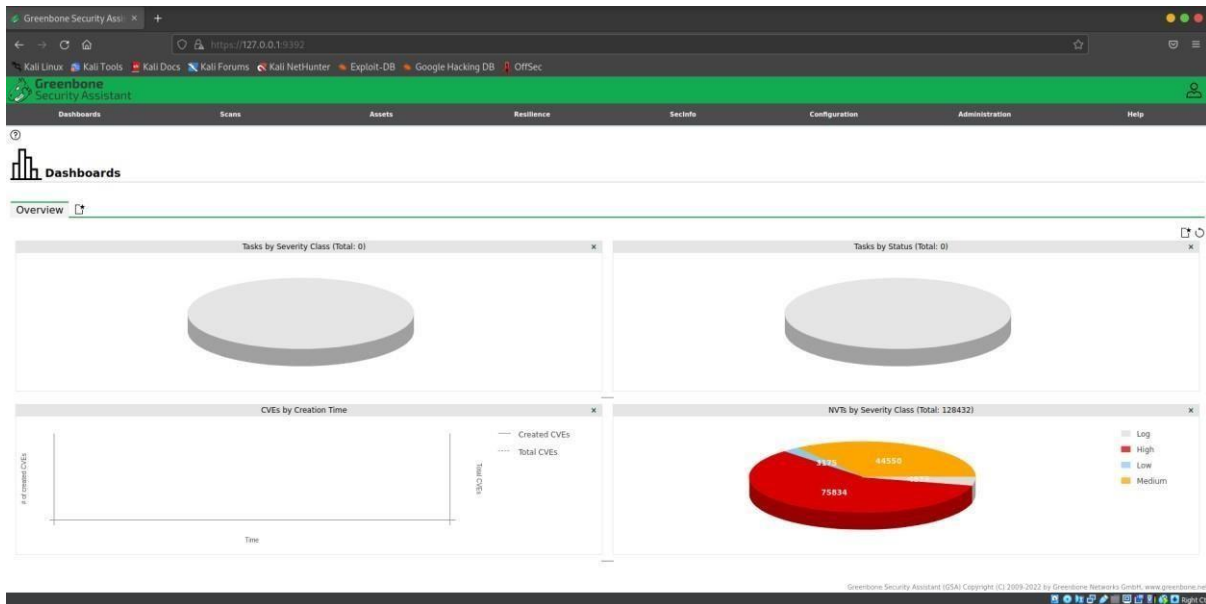 Greenbone Security Assi
https://127.0.0.1:9392
Kali Linux Kali Tools Kali Docs Kali Forums Kali NetHunter Exploit-DB Google Hacking DB OffSec
Greenbone
Security Assistant
Dashboards Scans Assets Resilience SecInfo Configuration Administration Help
Dashboards
Overview
Tasks by Severity Class (Total: 0)
Tasks by Status (Total: 0)
CVEs by Creation Time
# of created CVEs
Time
Total CVEs
Created CVEs
Total CVEs
NVTs by Severity Class (Total: 128432)
3175
44550
75834
Log
High
Low
Medium
Greenbone Security Assistant (GSA) Copyright (C) 2009-2022 by Greenbone Networks GmbH, www.greenbone.ne
Right Ct